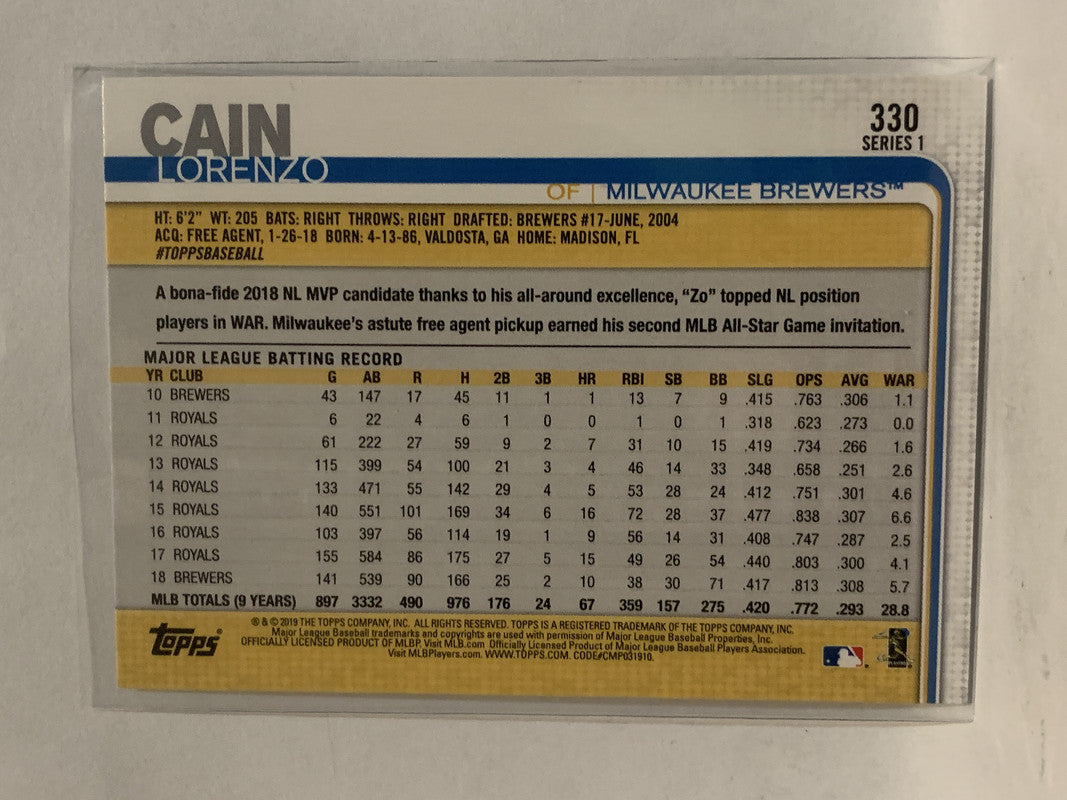 CAIN
LORENZO
330
SERIES 1
OF | MILWAUKEE BREWERS™
HT: 6'2" WT: 205 BATS: RIGHT THROWS: RIGHT DRAFTED: BREWERS #17-JUNE, 2004
ACQ: FREE AGENT, 1-26-18 BORN: 4-13-86, VALDOSTA, GA HOME: MADISON, FL
#TOPPSBASEBALL
A bona-fide 2018 NL MVP candidate thanks to his all-around excellence, “Zo” topped NL position
players in WAR. Milwaukee’s astute free agent pickup earned his second MLB All-Star Game invitation.
MAJOR LEAGUE BATTING RECORD
YR CLUB G AB R H 2B 3B HR RBI SB BB SLG OPS AVG WAR
10 BREWERS 43 147 17 45 11 1 1 13 7 9 .415 .763 .306 1.1
11 ROYALS 6 22 4 6 1 0 0 1 0 1 .318 .623 .273 0.0
12 ROYALS 61 222 27 59 9 2 7 31 10 15 .419 .734 .266 1.6
13 ROYALS 115 399 54 100 21 3 4 46 14 33 .348 .658 .251 2.6
14 ROYALS 133 471 55 142 29 4 5 53 28 24 .412 .751 .301 4.6
15 ROYALS 140 551 101 169 34 6 16 72 28 37 .477 .838 .307 6.6
16 ROYALS 103 397 56 114 19 1 9 56 14 31 .408 .747 .287 2.5
17 ROYALS 155 584 86 175 27 5 15 49 26 54 .440 .803 .300 4.1
18 BREWERS 141 539 90 166 25 2 10 38 30 71 .417 .813 .308 5.7
MLB TOTALS (9 YEARS) 897 3332 490 976 176 24 67 359 157 275 .420 .772 .293 28.8
Topps®
® & © 2019 THE TOPPS COMPANY, INC. ALL RIGHTS RESERVED. TOPPS IS A REGISTERED TRADEMARK OF THE TOPPS COMPANY, INC.
Major League Baseball trademarks and copyrights are used with permission of Major League Baseball Properties, Inc.
OFFICIALLY LICENSED PRODUCT OF MLBP. Visit MLB.com Officially Licensed Product of Major League Baseball Players Association.
Visit MLBPlayers.com. WWW.TOPPS.COM. CODE#CMP031910.